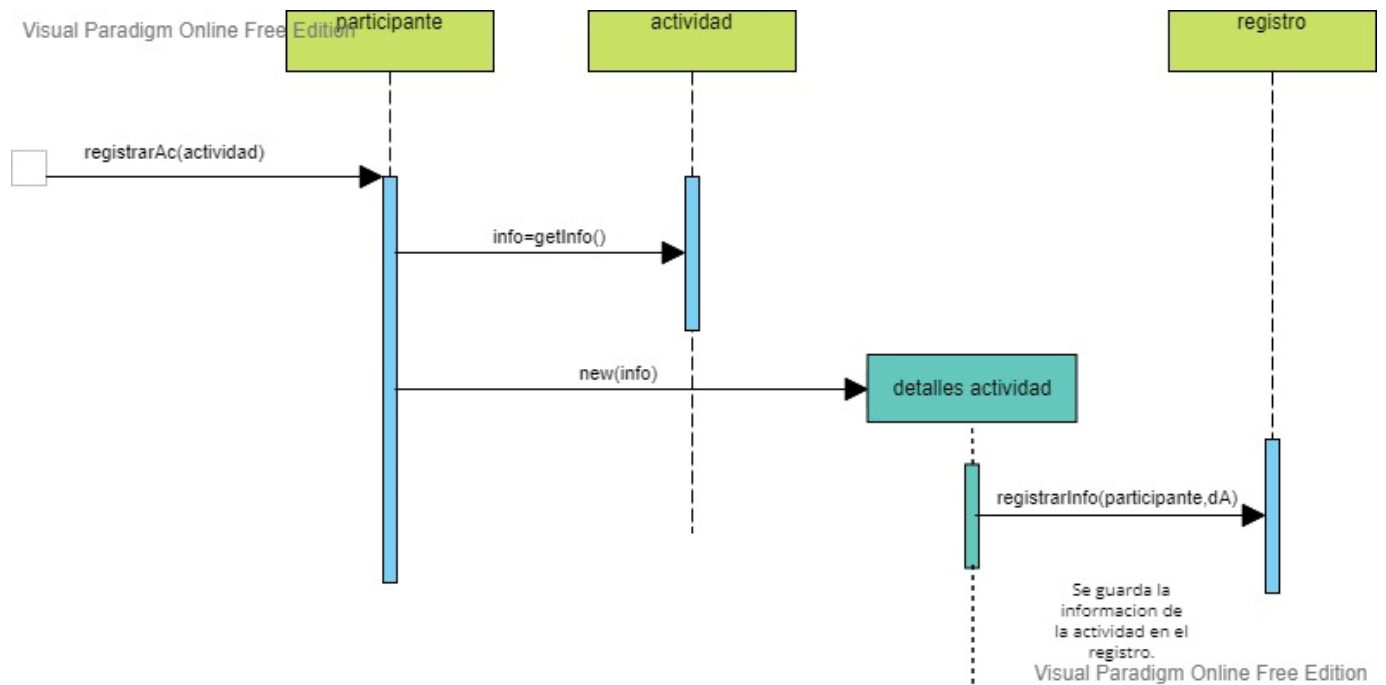 Visual Paradigm Online Free Edition
participante
actividad
registro
registrarAc(actividad)
info=getInfo()
new(info)
detalles actividad
registrarInfo(participante,dA)
Se guarda la
informacion de
la actividad en el
registro.
Visual Paradigm Online Free Edition